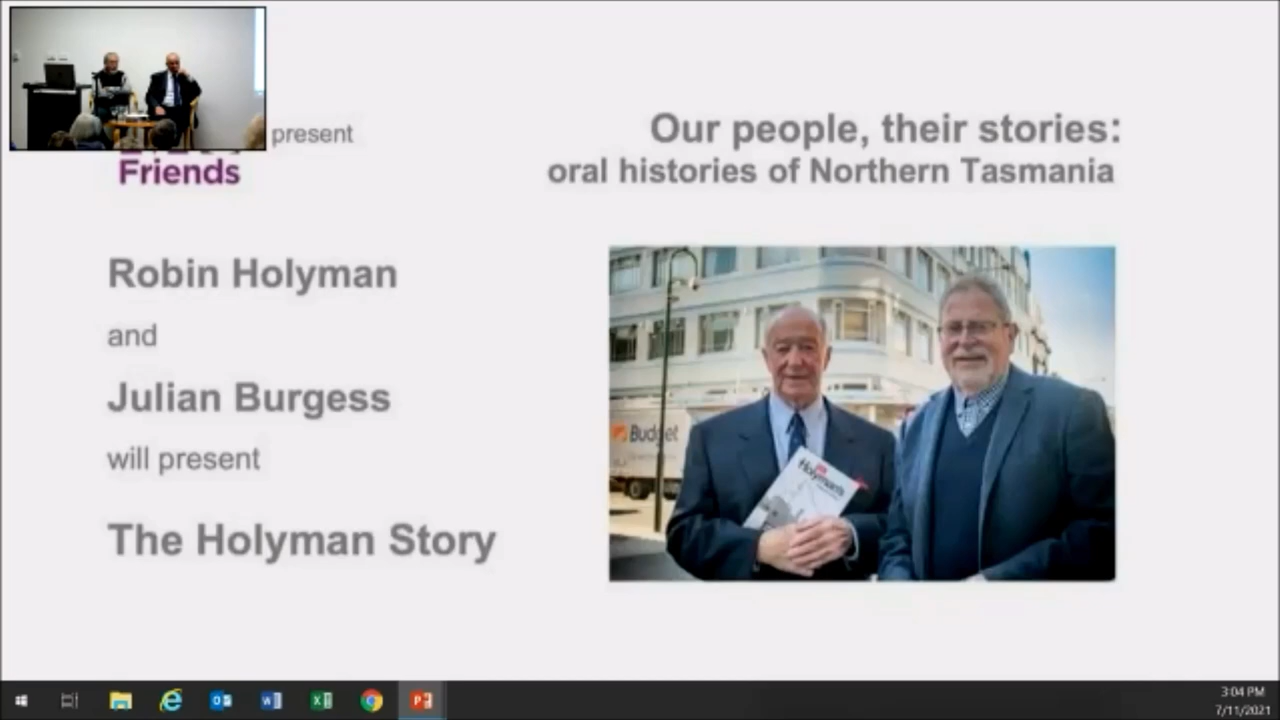 present
Friends
Our people, their stories:
oral histories of Northern Tasmania
Robin Holyman
and
Julian Burgess
will present
The Holyman Story
Budget
Holyman's
3:04 PM
7/11/2021